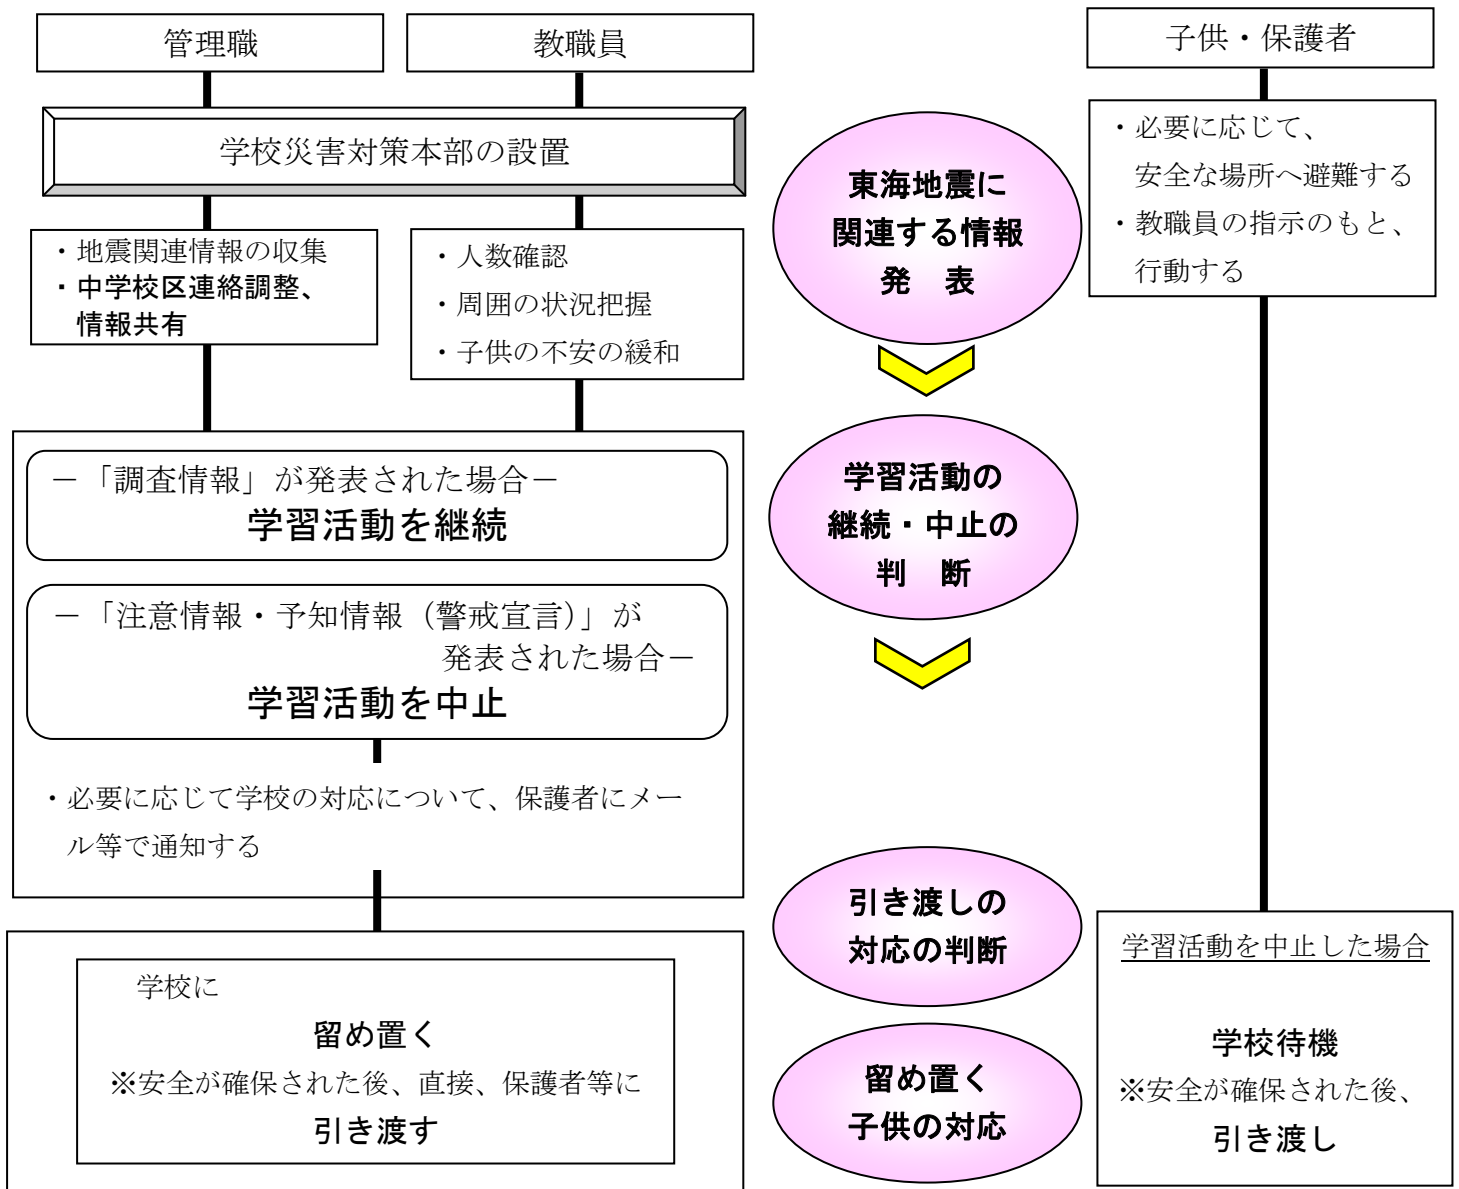 管理職
教職員
学校災害対策本部の設置
・地震関連情報の収集
・中学校区連絡調整、
情報共有
・人数確認
・周囲の状況把握
・子供の不安の緩和
－「調査情報」が発表された場合－
学習活動を継続
－「注意情報・予知情報（警戒宣言）」が
発表された場合－
学習活動を中止
・必要に応じて学校の対応について、保護者にメー
ル等で通知する
学校に
留め置く
※安全が確保された後、直接、保護者等に
引き渡す
東海地震に
関連する情報
発　表
学習活動の
継続・中止の
判　断
引き渡しの
対応の判断
留め置く
子供の対応
子供・保護者
・必要に応じて、
安全な場所へ避難する
・教職員の指示のもと、
行動する
学習活動を中止した場合
学校待機
※安全が確保された後、
引き渡し